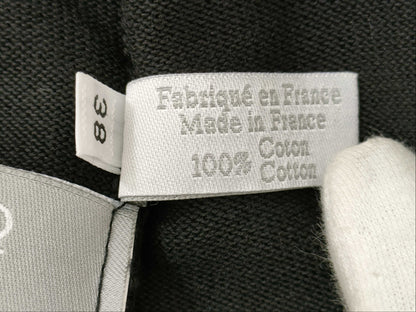 38
Fabriqué en France
Made in France
100% Coton
Cotton